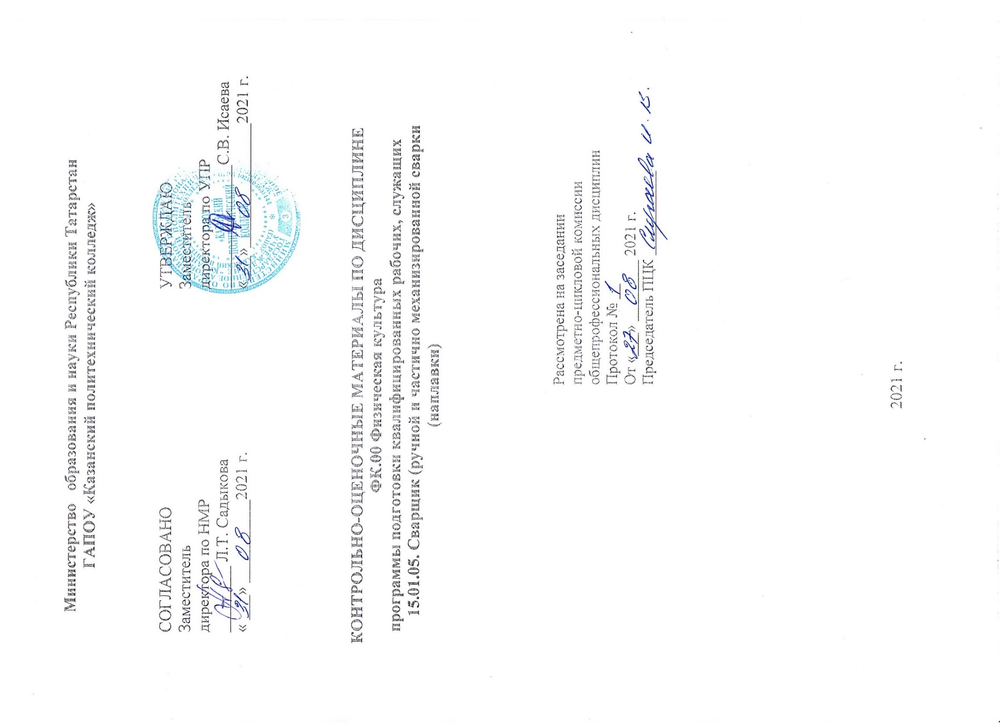 Министерство образования и науки Республики Татарстан
ГАПОУ «Казанский политехнический колледж»
СОГЛАСОВАНО
Заместитель
директора по НМР
Л.Т. Садыкова
«31» 08 2021 г.
УТВЕРЖДАЮ
Заместитель
директора по УПР
С.В. Исаева
«31» 08 2021 г.
КОНТРОЛЬНО-ОЦЕНОЧНЫЕ МАТЕРИАЛЫ ПО ДИСЦИПЛИНЕ
ФК.00 Физическая культура
программы подготовки квалифицированных рабочих, служащих
15.01.05. Сварщик (ручной и частично механизированной сварки
(наплавки)
Рассмотрена на заседании
предметно-цикловой комиссии
общепрофессиональных дисциплин
Протокол № 1
От «27» 08 2021 г.
Председатель ПЦК
2021 г.